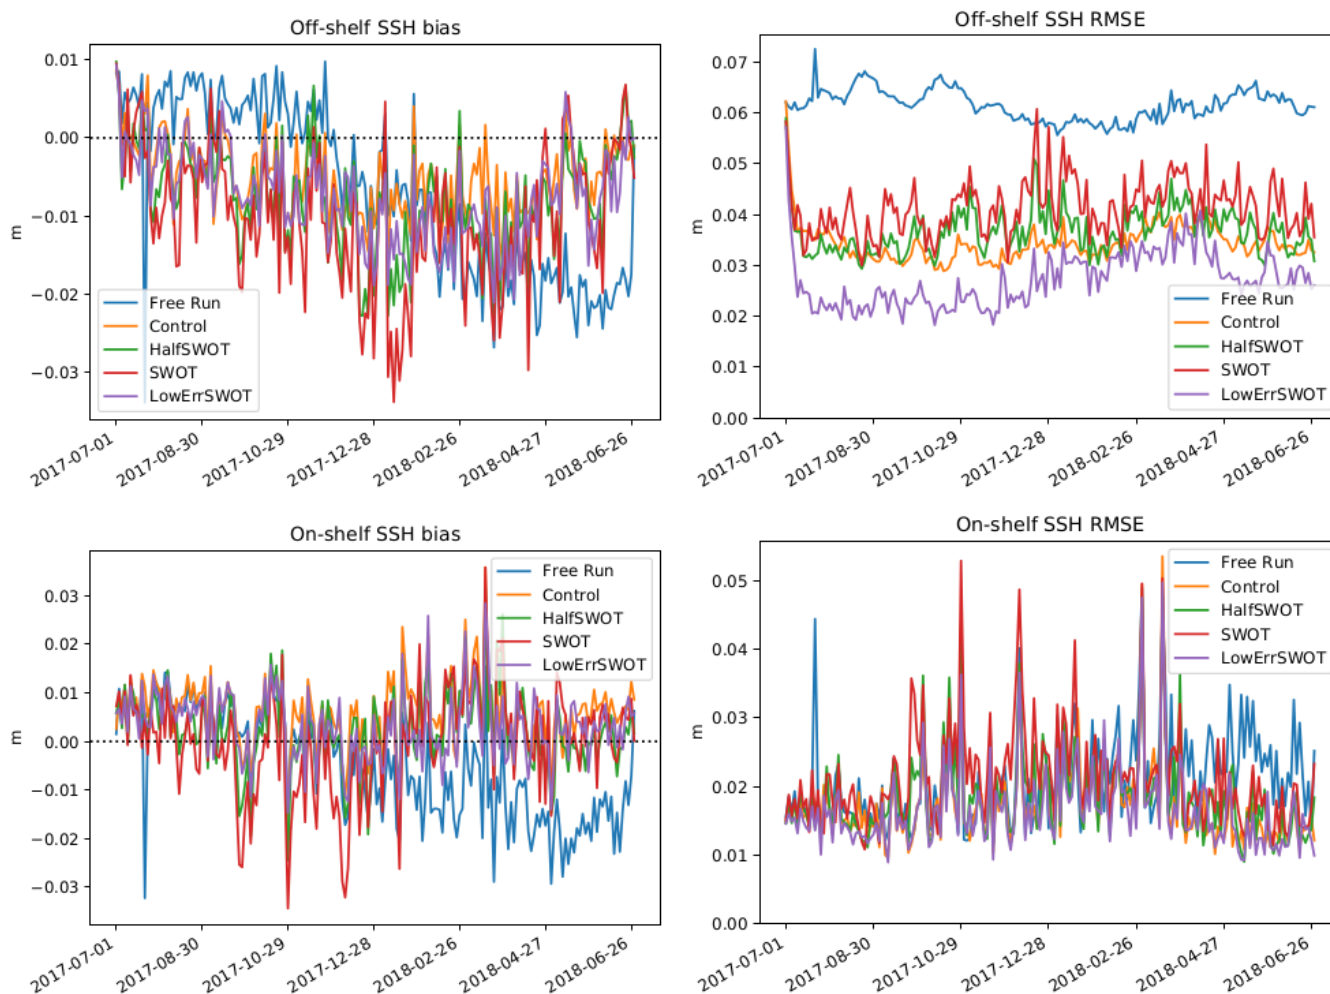 Off-shelf SSH bias
0.01
0.00
−0.01
−0.02
−0.03
m
Free Run
Control
HalfSWOT
SWOT
LowErrSWOT
2017-07-01
2017-08-30
2017-10-29
2017-12-28
2018-02-26
2018-04-27
2018-06-26
Off-shelf SSH RMSE
0.07
0.06
0.05
0.04
0.03
0.02
0.01
0.00
m
Free Run
Control
HalfSWOT
SWOT
LowErrSWOT
2017-07-01
2017-08-30
2017-10-29
2017-12-28
2018-02-26
2018-04-27
2018-06-26
On-shelf SSH bias
0.03
0.02
0.01
0.00
−0.01
−0.02
−0.03
m
Free Run
Control
HalfSWOT
SWOT
LowErrSWOT
2017-07-01
2017-08-30
2017-10-29
2017-12-28
2018-02-26
2018-04-27
2018-06-26
On-shelf SSH RMSE
0.05
0.04
0.03
0.02
0.01
0.00
m
Free Run
Control
HalfSWOT
SWOT
LowErrSWOT
2017-07-01
2017-08-30
2017-10-29
2017-12-28
2018-02-26
2018-04-27
2018-06-26